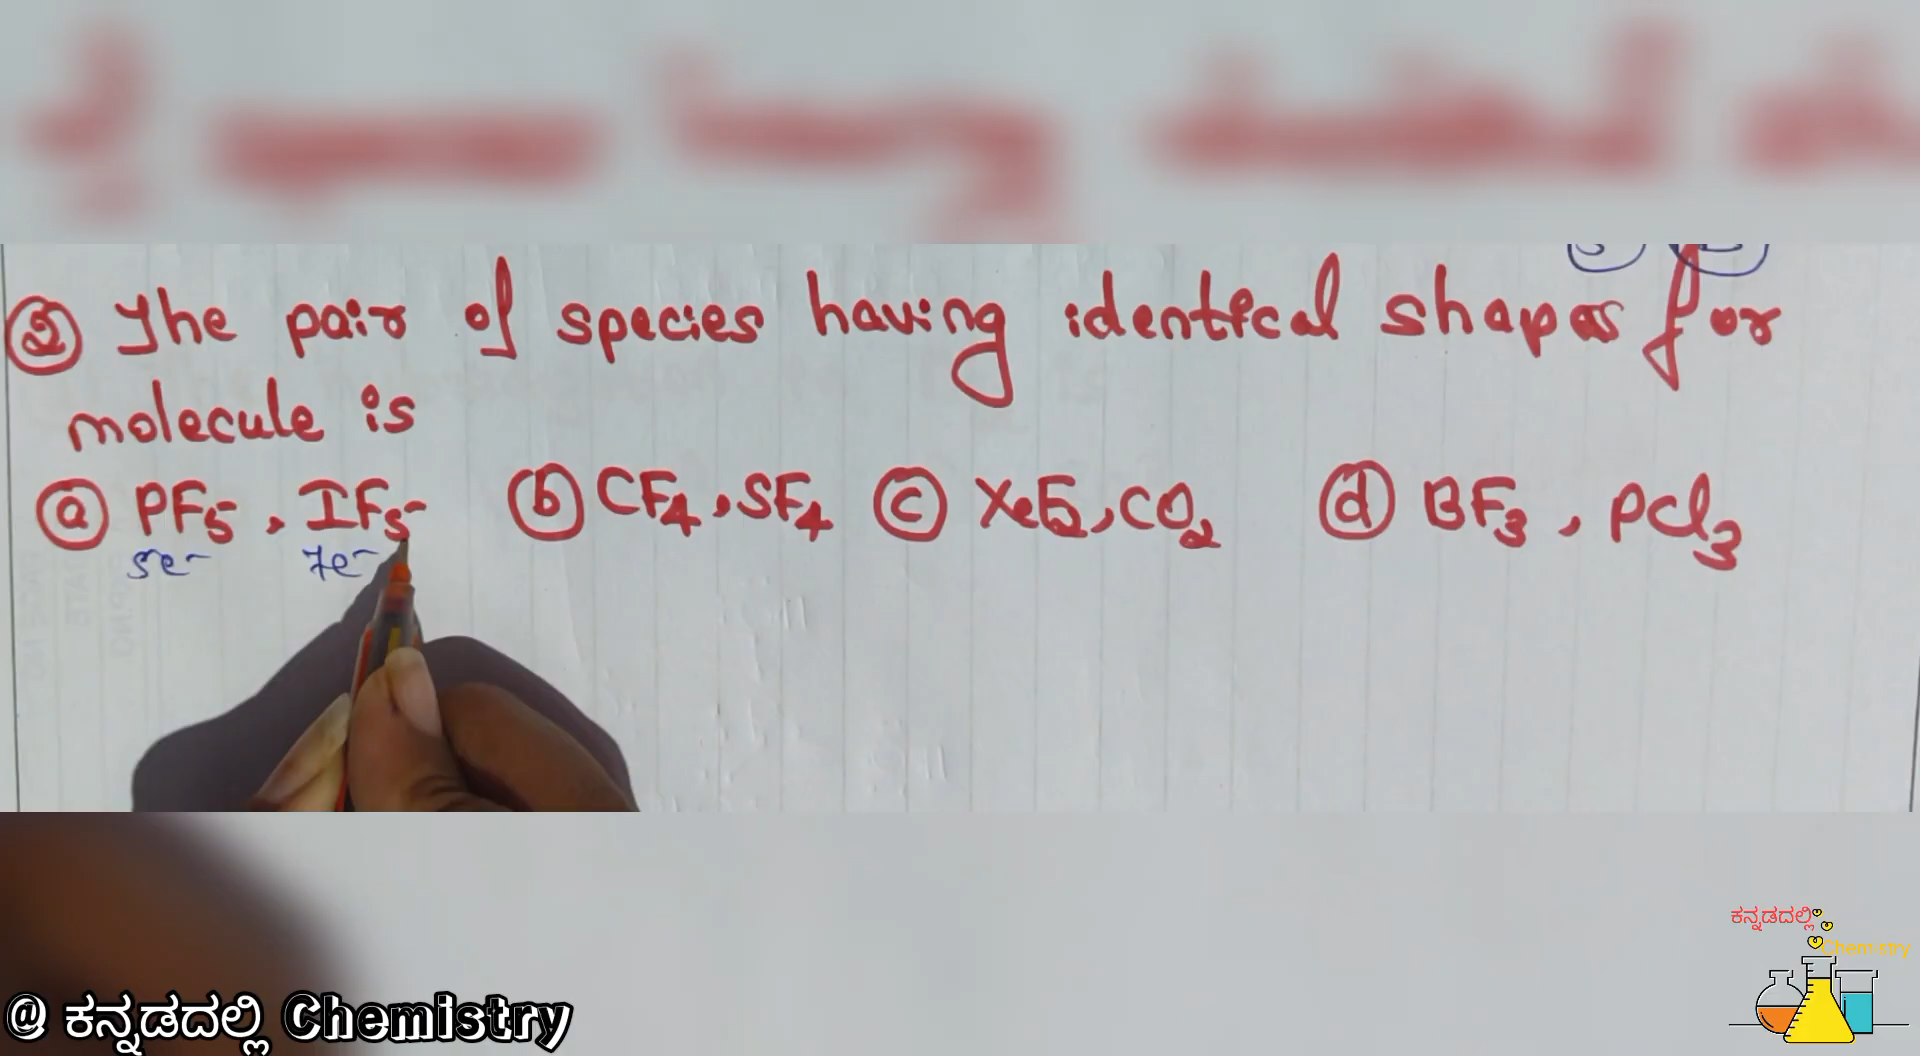 ② The pair of species having identical shapes for
molecule is
ⓐ PF₅, IF₅ ⓑ CF₄, SF₄ ⓒ XeF₂, CO₂ ⓓ BF₃, PCl₃
5e⁻ 7e⁻
ಕನ್ನಡದಲ್ಲಿ
Chemistry
@ ಕನ್ನಡದಲ್ಲಿ Chemistry